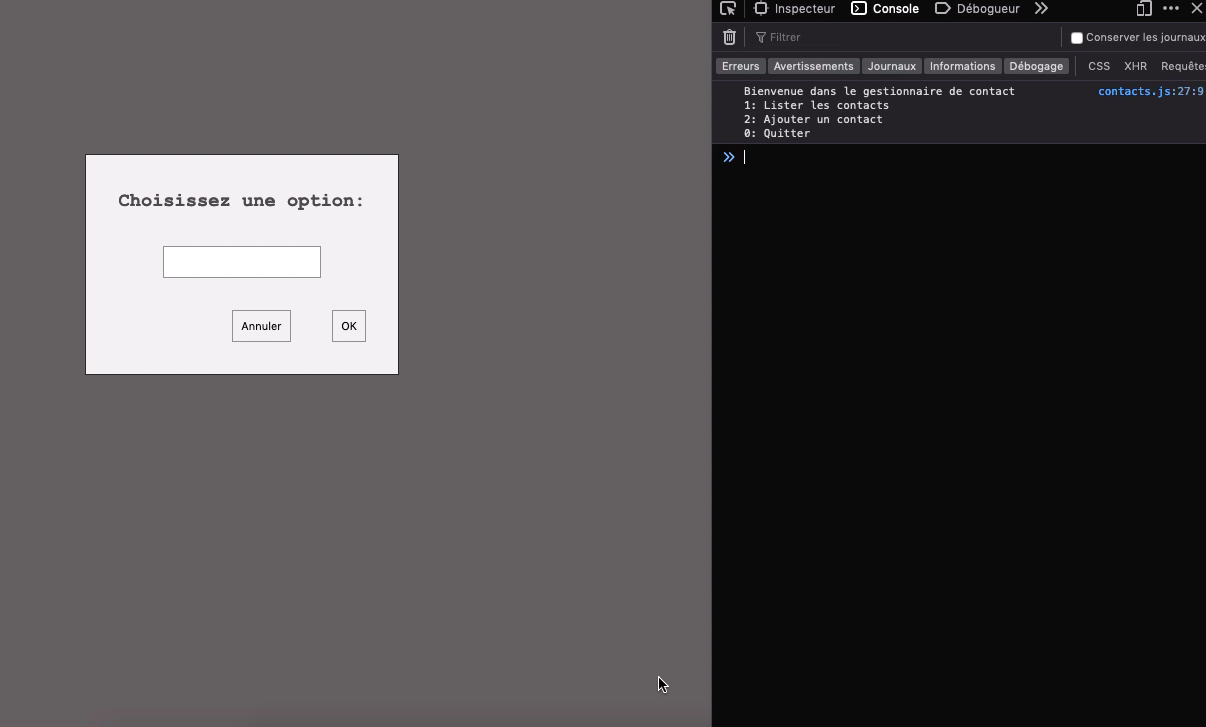 Inspecteur Console Débogueur
Filtrer Conserver les journaux
Erreurs Avertissements Journaux Informations Débogage CSS XHR Requêtes
Bienvenue dans le gestionnaire de contact contacts.js:27:9
1: Lister les contacts
2: Ajouter un contact
0: Quitter
Choisissez une option:
Annuler OK